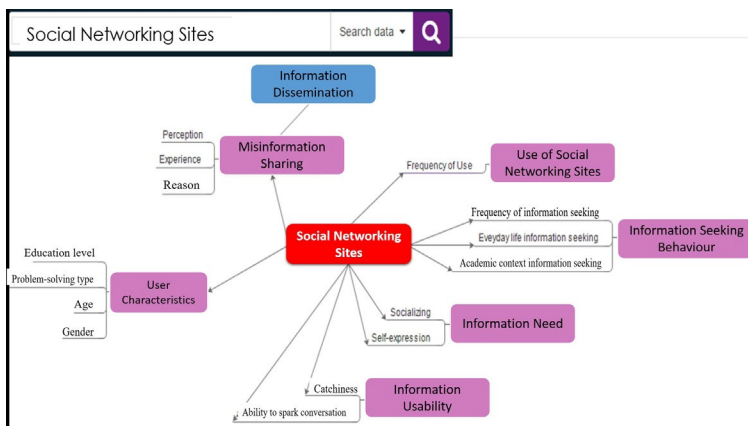 Social Networking Sites
Search data
Information
Dissemination
Perception
Experience
Reason
Misinformation
Sharing
Frequency of Use
Use of Social
Networking Sites
Social Networking
Sites
Frequency of information seeking
Eveyday life information seeking
Academic context information seeking
Information Seeking
Behaviour
Education level
Problem-solving type
Age
Gender
User
Characteristics
Socializing
Self-expression
Information Need
Catchiness
Ability to spark conversation
Information
Usability